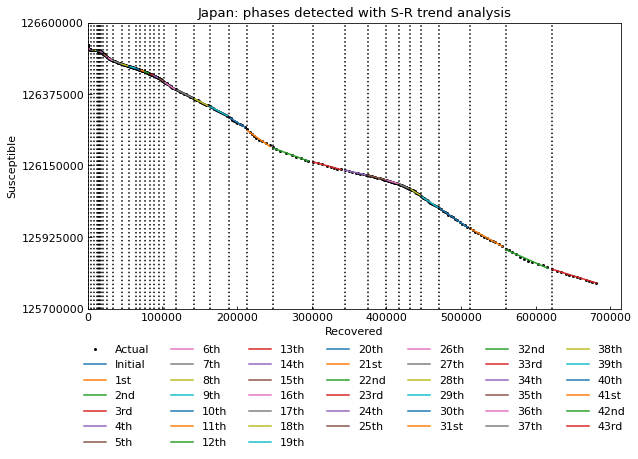 Japan: phases detected with S-R trend analysis
126600000
126375000
126150000
125925000
125700000
Susceptible
0 100000 200000 300000 400000 500000 600000 700000
Recovered
Actual 6th 13th 20th 26th 32nd 38th
Initial 7th 14th 21st 27th 33rd 39th
1st 8th 15th 22nd 28th 34th 40th
2nd 9th 16th 23rd 29th 35th 41st
3rd 10th 17th 24th 30th 36th 42nd
4th 11th 18th 25th 31st 37th 43rd
5th 12th 19th